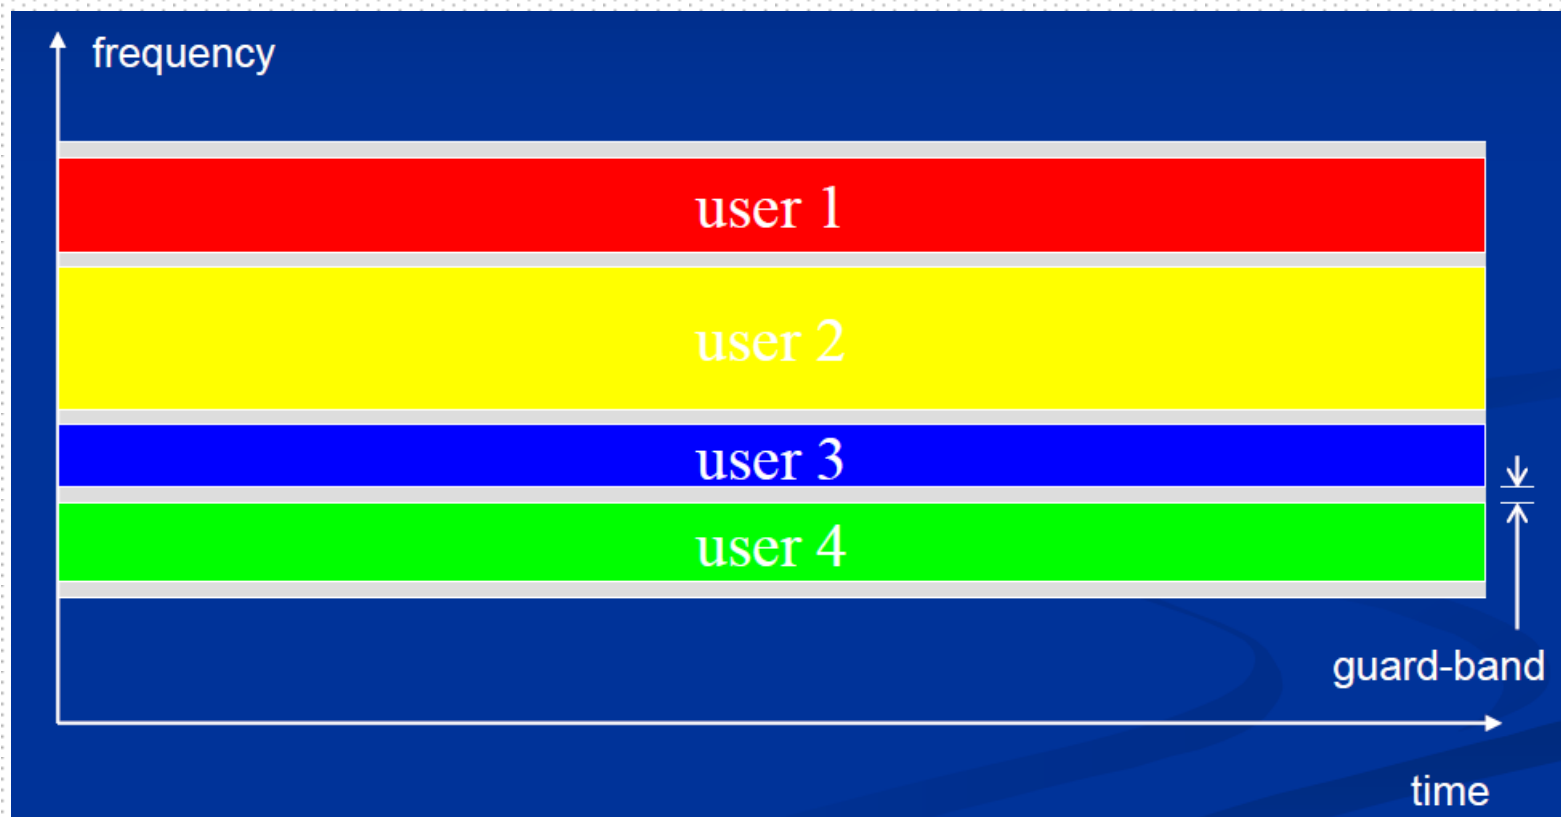 frequency
user 1
user 2
user 3
user 4
guard-band
time